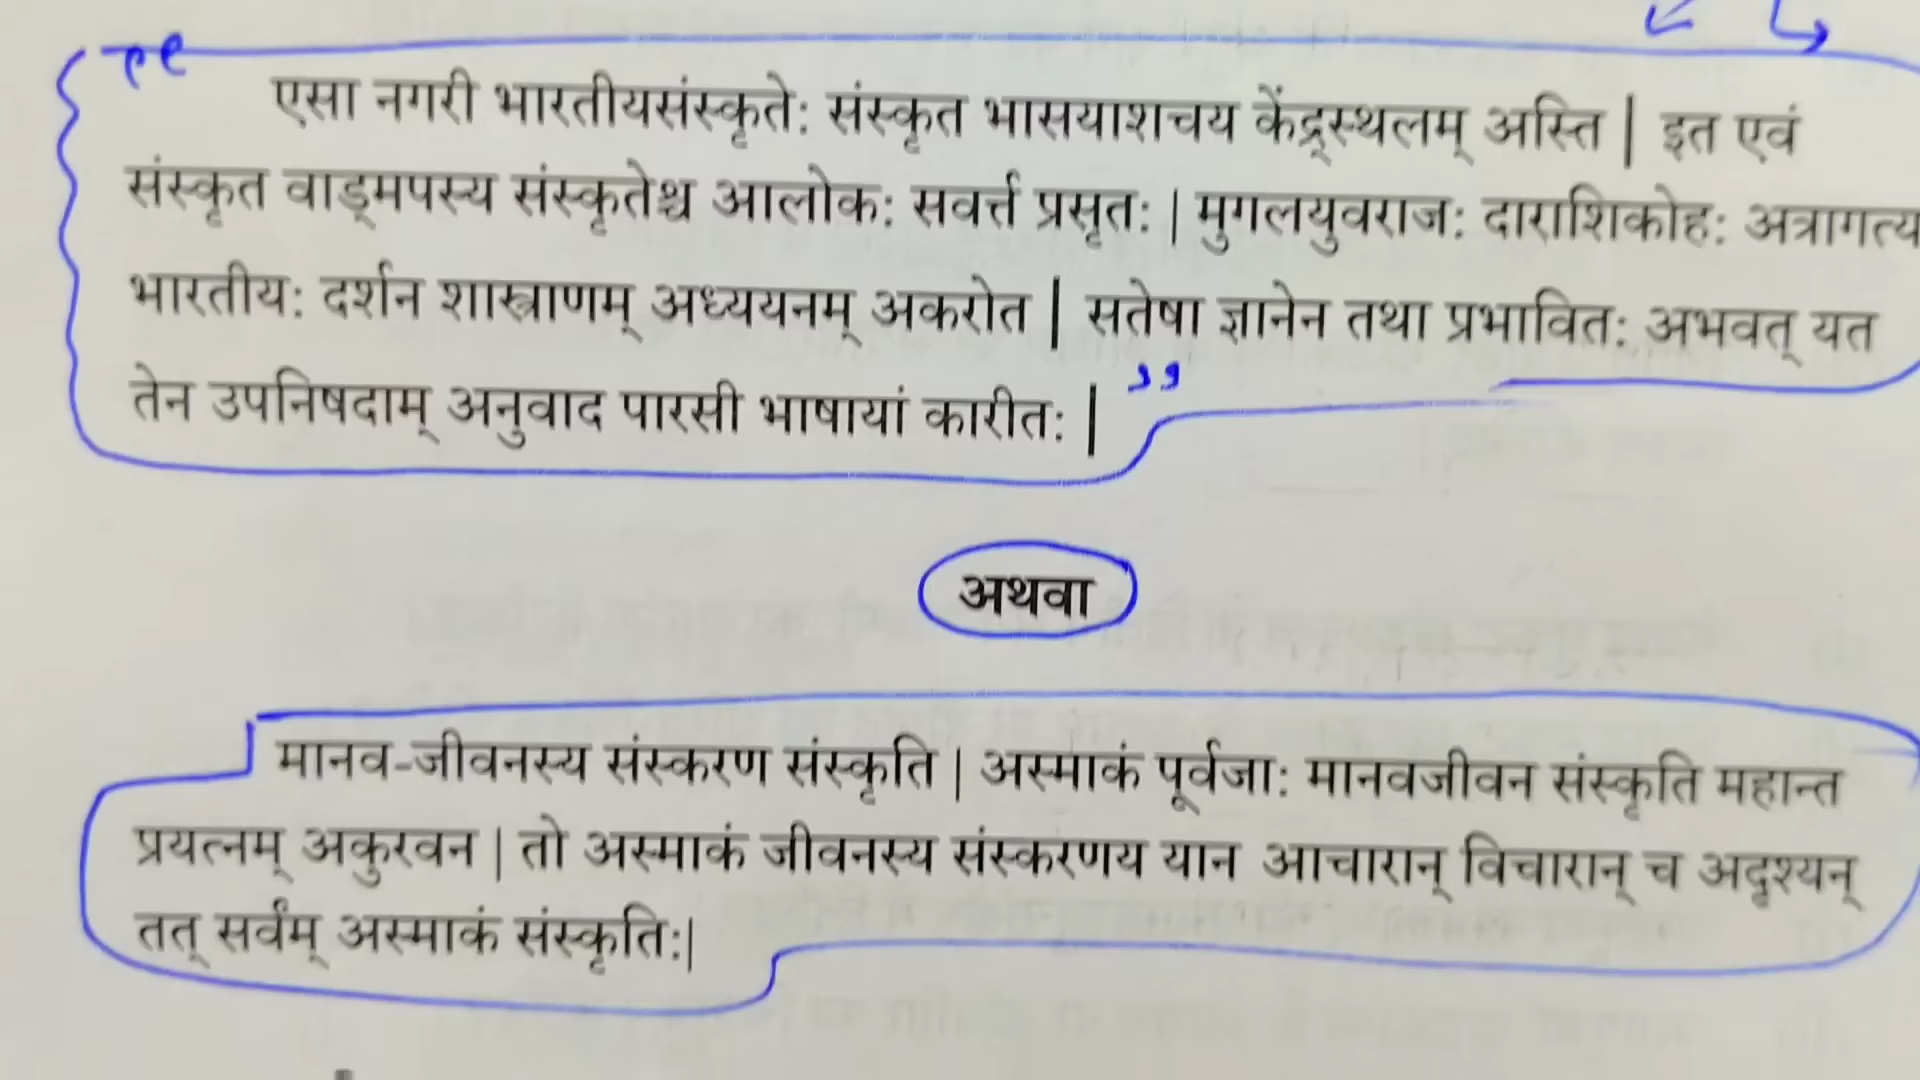 एसा नगरी भारतीयसंस्कृते: संस्कृत भासयाशचय केंद्र्स्थलम् अस्ति | इत एवं
संस्कृत वाड्मपस्य संस्कृतेश्च आलोक: सवर्त्त प्रसृत: | मुगलयुवराज: दाराशिकोह: अत्रागत्य
भारतीय: दर्शन शास्त्राणम् अध्ययनम् अकरोत | सतेषा ज्ञानेन तथा प्रभावित: अभवत् यत
तेन उपनिषदाम् अनुवाद पारसी भाषायां कारीत: |
अथवा
मानव-जीवनस्य संस्करण संस्कृति | अस्माकं पूर्वजा: मानवजीवन संस्कृति महान्त
प्रयत्नम् अकुरवन | तो अस्माकं जीवनस्य संस्करणय यान आचारान् विचारान् च अदृश्यन्
तत् सर्वंम् अस्माकं संस्कृति:|